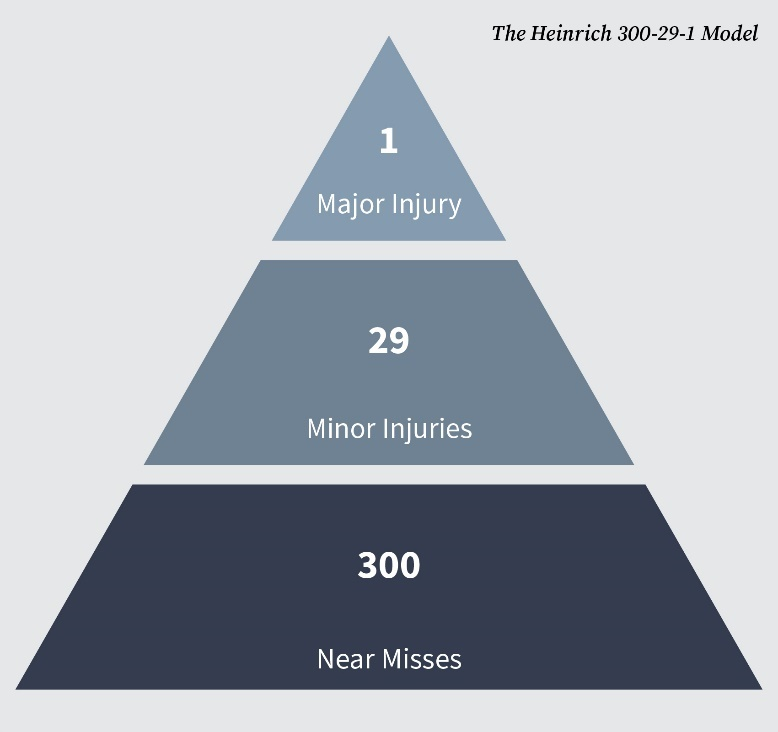 The Heinrich 300-29-1 Model
1
Major Injury
29
Minor Injuries
300
Near Misses